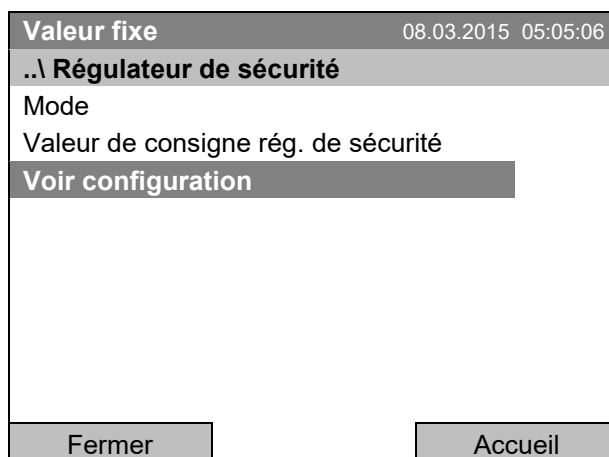 Valeur fixe 08.03.2015 05:05:06
..\ Régulateur de sécurité
Mode
Valeur de consigne rég. de sécurité
Voir configuration
Fermer Accueil